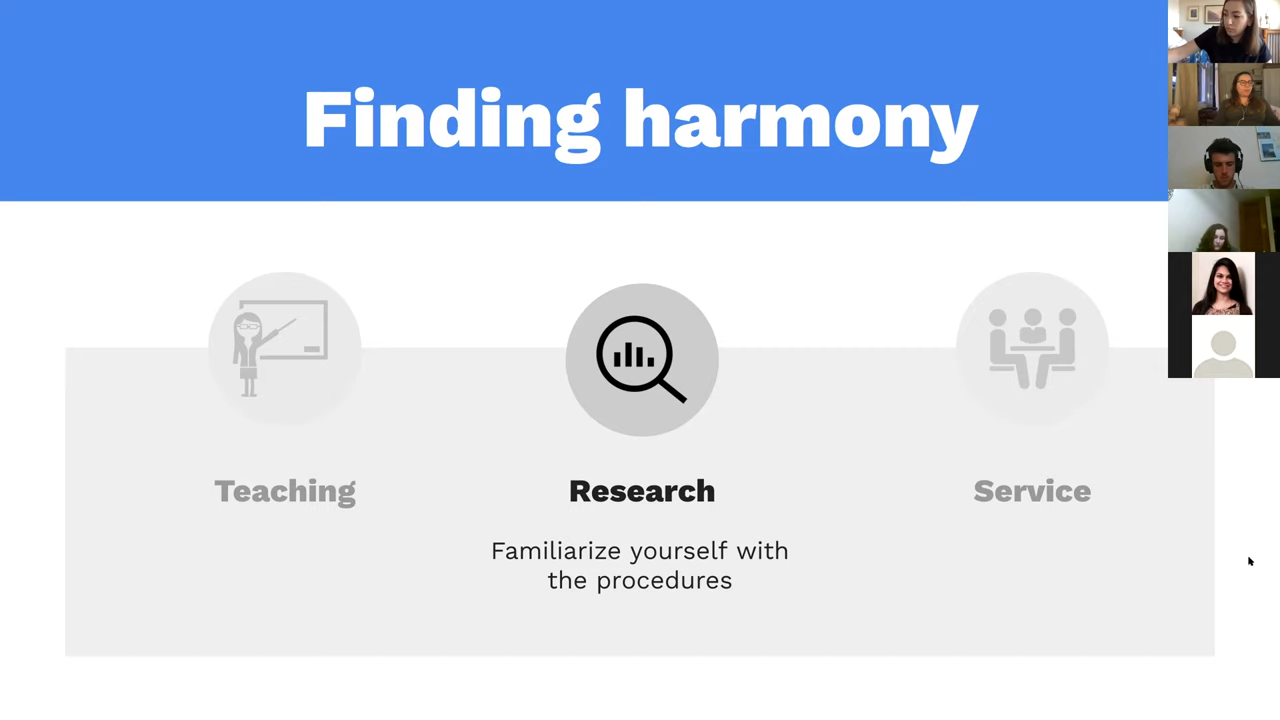 Finding harmony
Teaching
Research
Service
Familiarize yourself with
the procedures